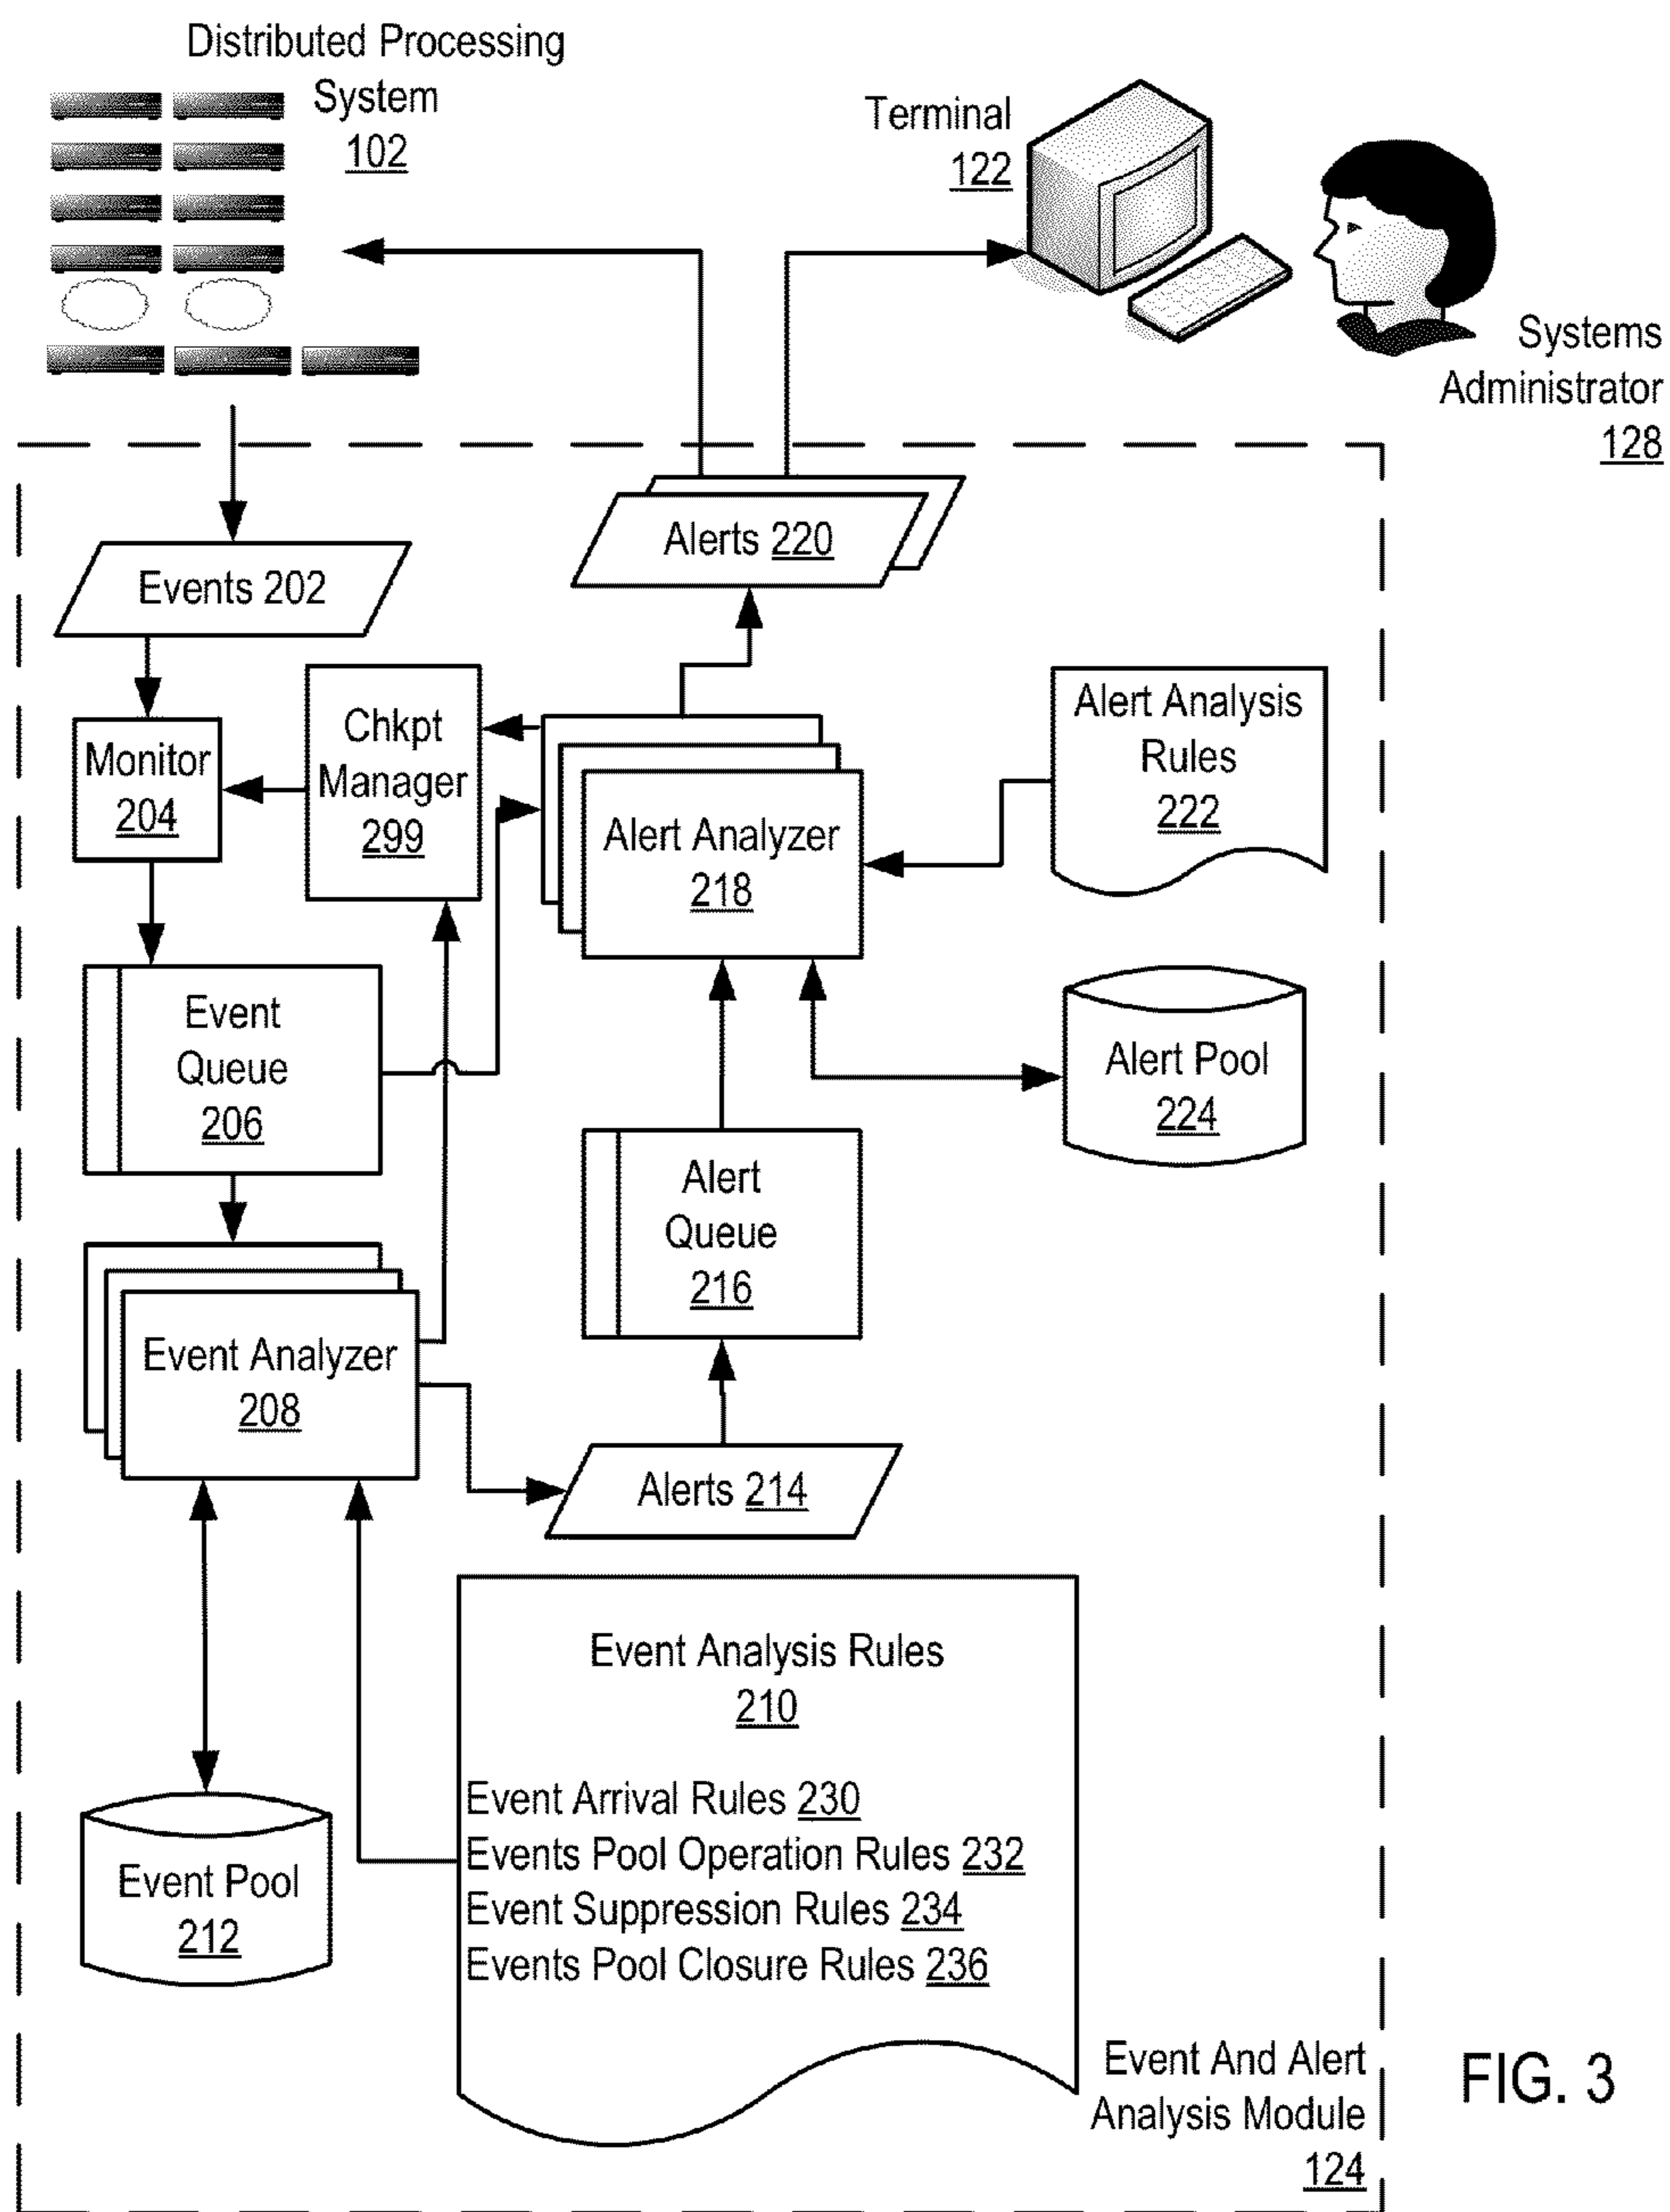 Distributed Processing
System
102
Terminal
122
Systems
Administrator
128
Alerts 220
Events 202
Monitor
204
Chkpt
Manager
299
Alert Analyzer
218
Alert Analysis
Rules
222
Event
Queue
206
Alert Pool
224
Alert
Queue
216
Event Analyzer
208
Alerts 214
Event Analysis Rules
210
Event Arrival Rules 230
Events Pool Operation Rules 232
Event Suppression Rules 234
Events Pool Closure Rules 236
Event Pool
212
Event And Alert
Analysis Module
124
FIG. 3